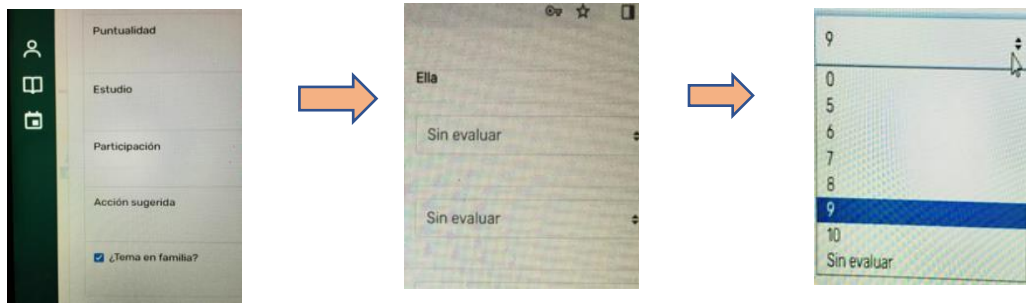 Puntualidad
Estudio
Participación
Acción sugerida
¿Tema en familia?
Ella
Sin evaluar
Sin evaluar
9
0
5
6
7
8
9
10
Sin evaluar